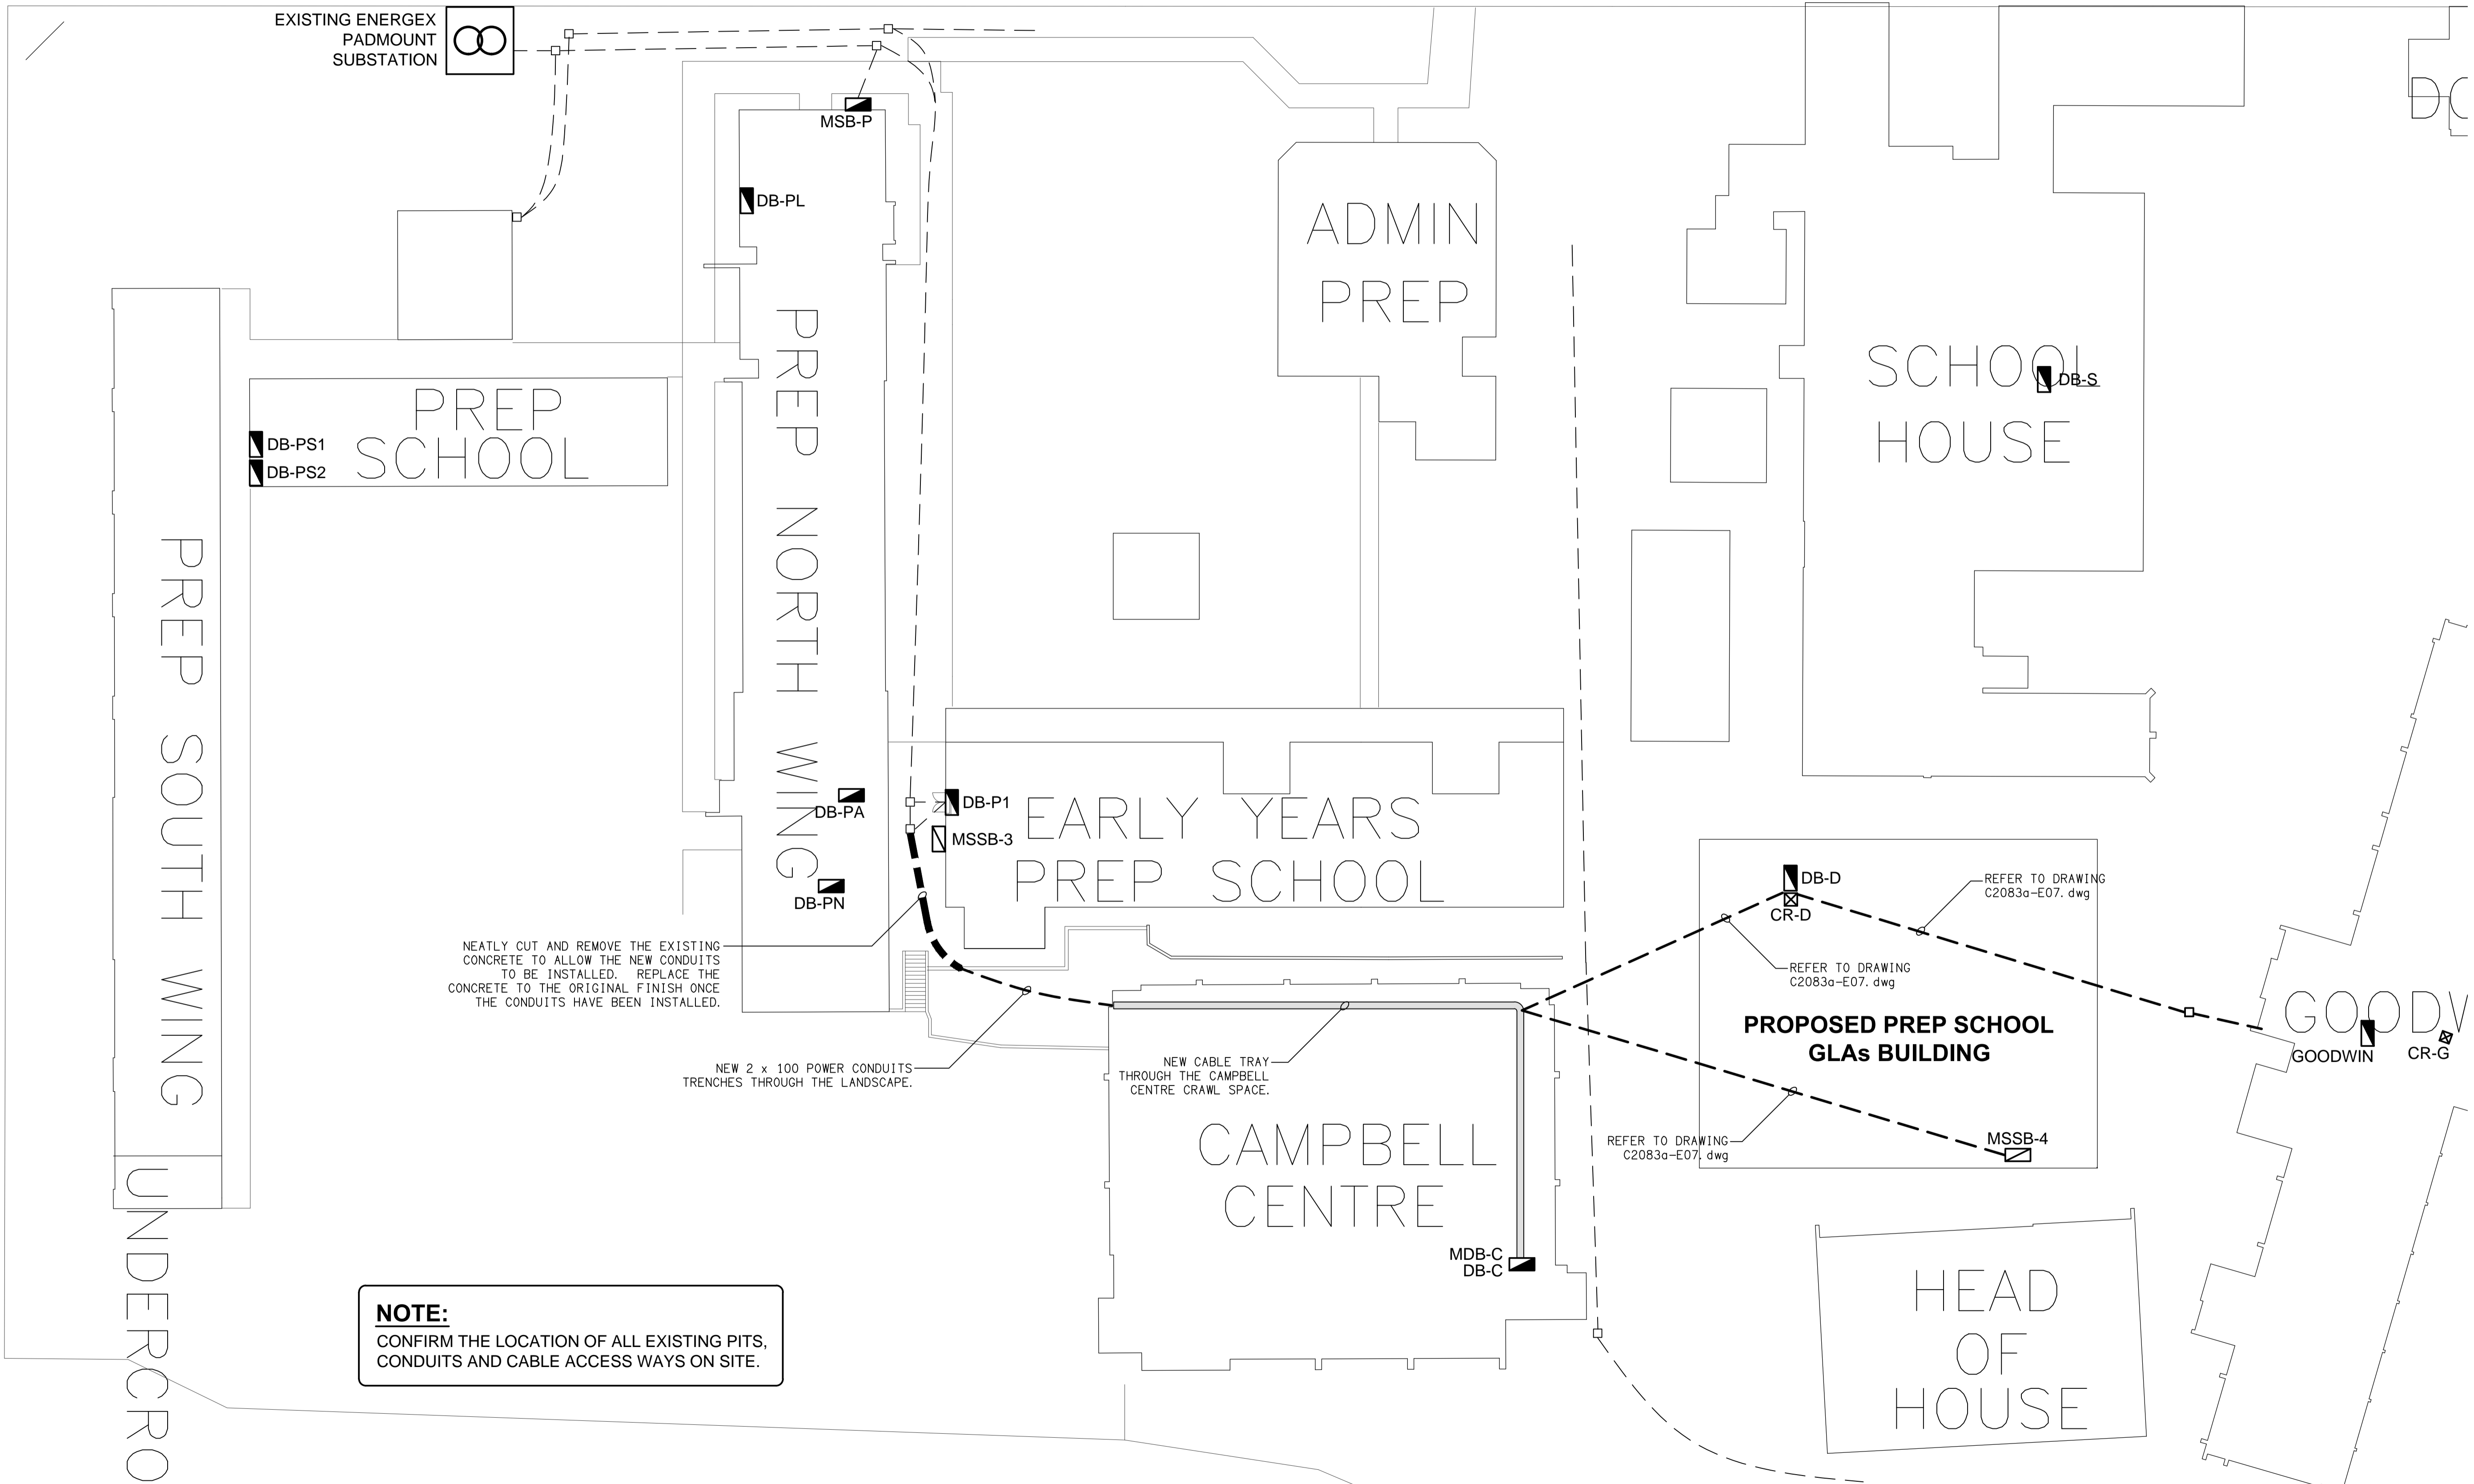 EXISTING ENERGEX
PADMOUNT
SUBSTATION
MSB-P
DB-PL
ADMIN
PREP
SCHOOL
HOUSE
DB-S
PREP
SCHOOL
DB-PS1
DB-PS2
PREP NORTH WING
PREP SOUTH WING
DB-PA
DB-PN
DB-P1
MSSB-3
EARLY YEARS
PREP SCHOOL
DB-D
CR-D
REFER TO DRAWING
C2083a-E07.dwg
REFER TO DRAWING
C2083a-E07.dwg
PROPOSED PREP SCHOOL
GLAs BUILDING
GOODWIN
CR-G
NEATLY CUT AND REMOVE THE EXISTING
CONCRETE TO ALLOW THE NEW CONDUITS
TO BE INSTALLED. REPLACE THE
CONCRETE TO THE ORIGINAL FINISH ONCE
THE CONDUITS HAVE BEEN INSTALLED.
NEW 2 x 100 POWER CONDUITS
TRENCHES THROUGH THE LANDSCAPE.
NEW CABLE TRAY
THROUGH THE CAMPBELL
CENTRE CRAWL SPACE.
CAMPBELL
CENTRE
REFER TO DRAWING
C2083a-E07.dwg
MSSB-4
MDB-C
DB-C
HEAD
OF
HOUSE
UNDERCRO
NOTE:
CONFIRM THE LOCATION OF ALL EXISTING PITS,
CONDUITS AND CABLE ACCESS WAYS ON SITE.